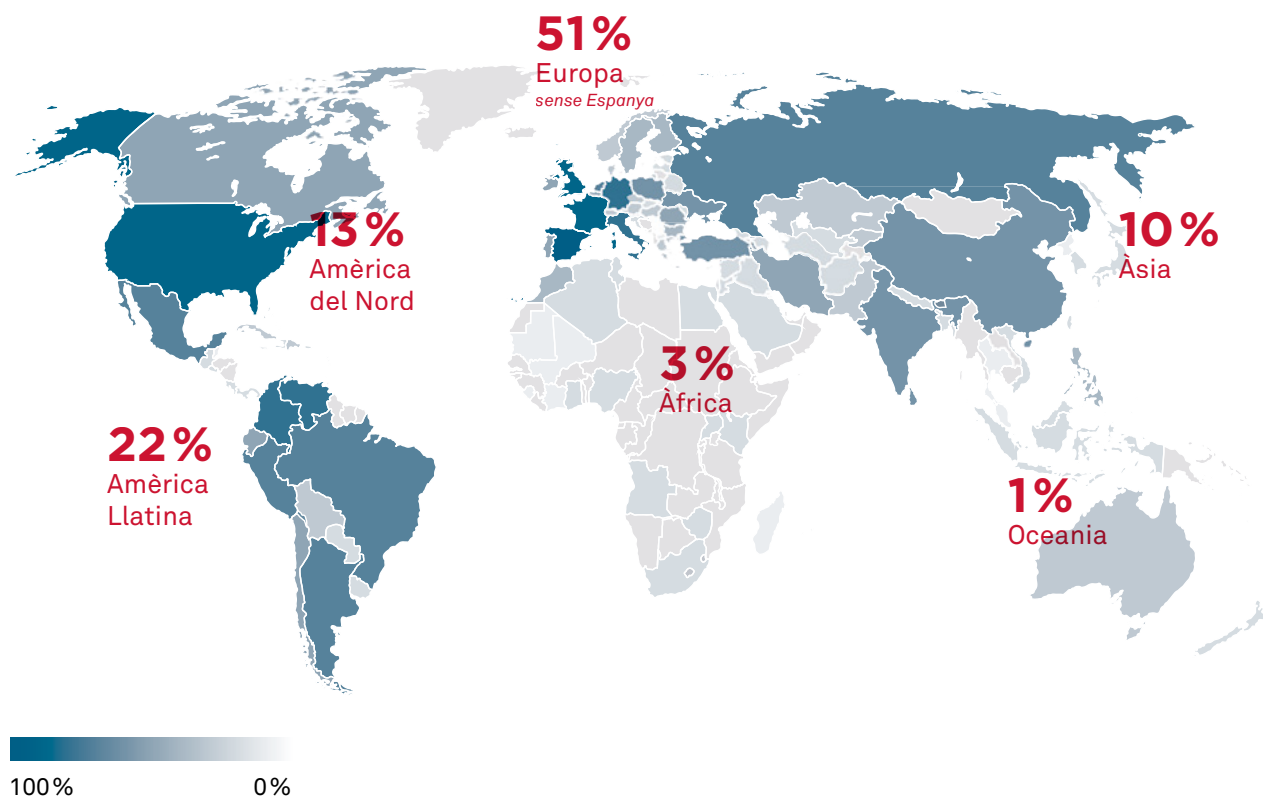 51%
Europa
sense Espanya
13%
Amèrica
del Nord
10%
Àsia
3%
Àfrica
22%
Amèrica
Llatina
1%
Oceania
100%
0%